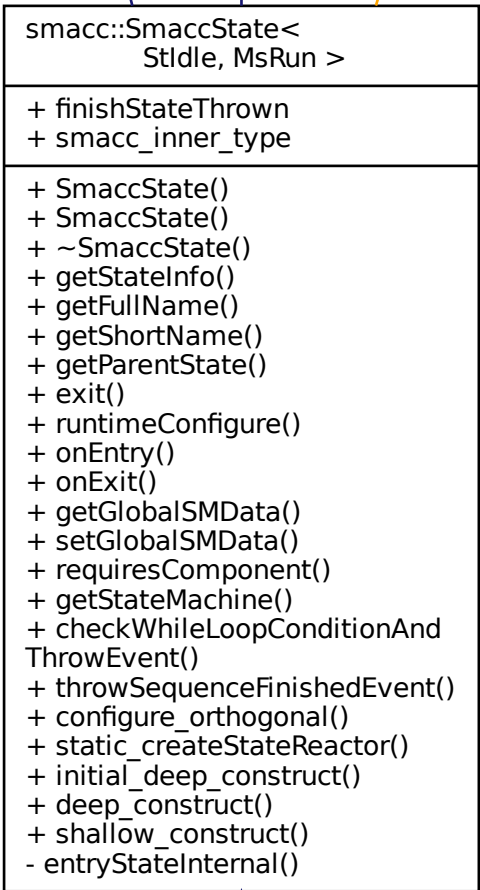 smacc::SmaccState<
StIdle, MsRun >
+ finishStateThrown
+ smacc_inner_type
+ SmaccState()
+ SmaccState()
+ ~SmaccState()
+ getStateInfo()
+ getFullName()
+ getShortName()
+ getParentState()
+ exit()
+ runtimeConfigure()
+ onEntry()
+ onExit()
+ getGlobalSMData()
+ setGlobalSMData()
+ requiresComponent()
+ getStateMachine()
+ checkWhileLoopConditionAnd
ThrowEvent()
+ throwSequenceFinishedEvent()
+ configure_orthogonal()
+ static_createStateReactor()
+ initial_deep_construct()
+ deep_construct()
+ shallow_construct()
- entryStateInternal()